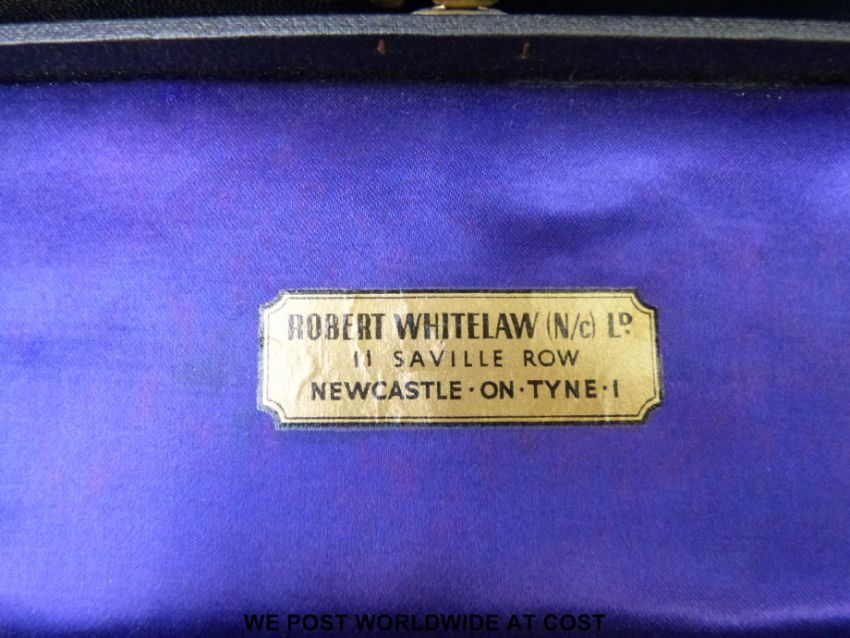 ROBERT WHITELAW (N/c) LD.
11 SAVILLE ROW
NEWCASTLE·ON·TYNE·1
WE POST WORLDWIDE AT COST